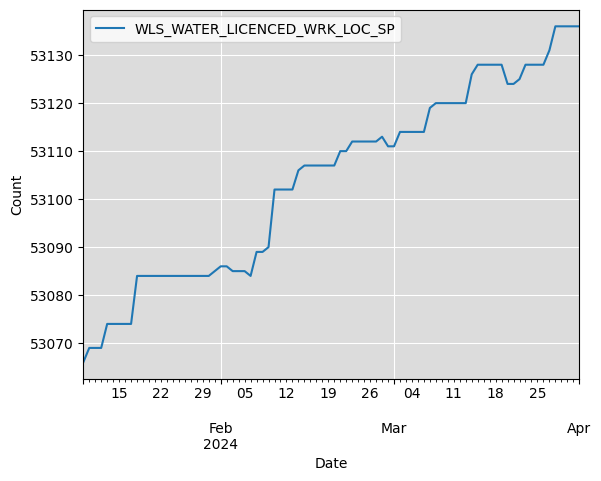 WLS_WATER_LICENCED_WRK_LOC_SP
53130
53120
53110
53100
53090
53080
53070
Count
15 22 29 05 12 19 26 04 11 18 25
Feb Mar Apr
2024
Date